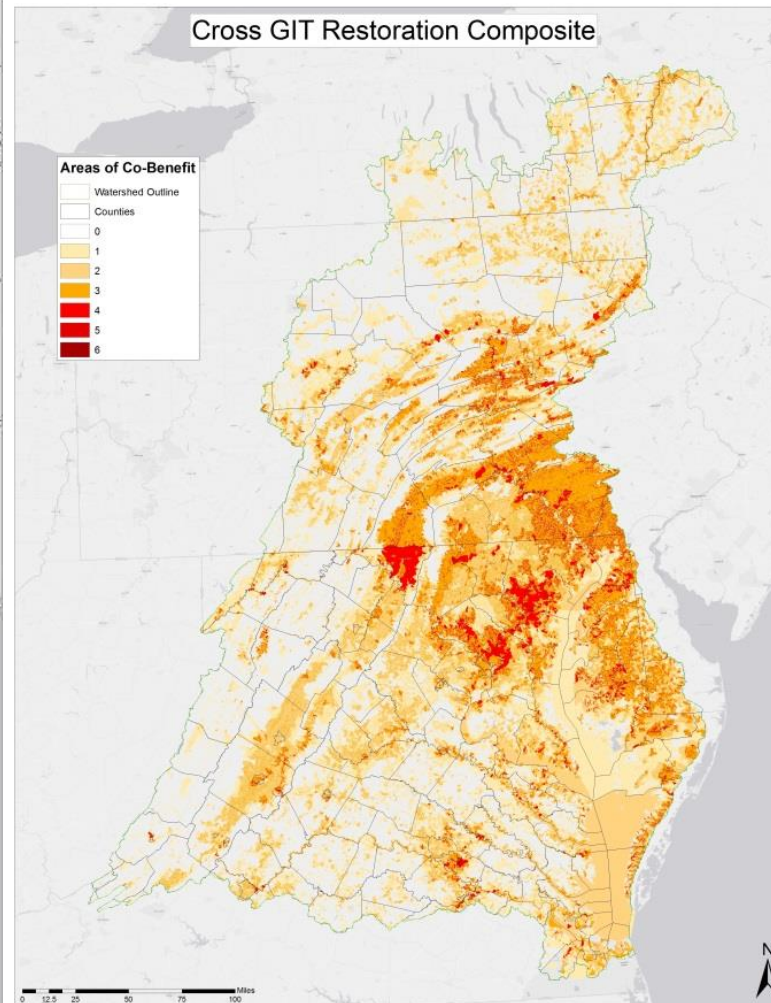 Cross GIT Restoration Composite
Areas of Co-Benefit
Watershed Outline
Counties
0
1
2
3
4
5
6
N
Miles
0 12.5 25 50 75 100